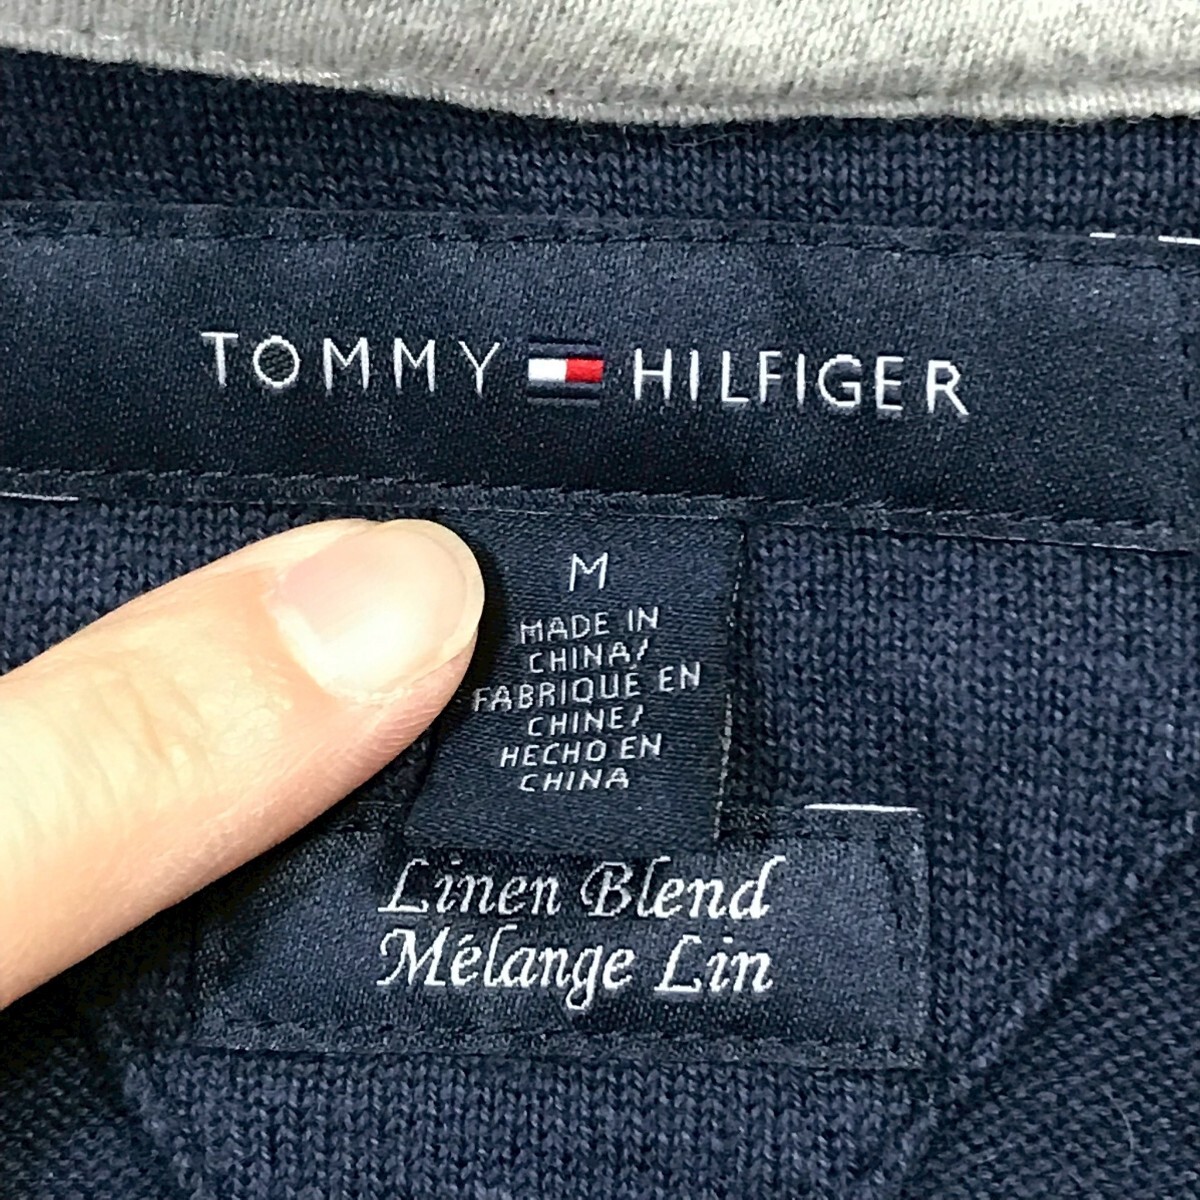 TOMMY HILFIGER
M
MADE IN
CHINA/
FABRIQUÉ EN
CHINE/
HECHO EN
CHINA
Linen Blend
Mélange Lin